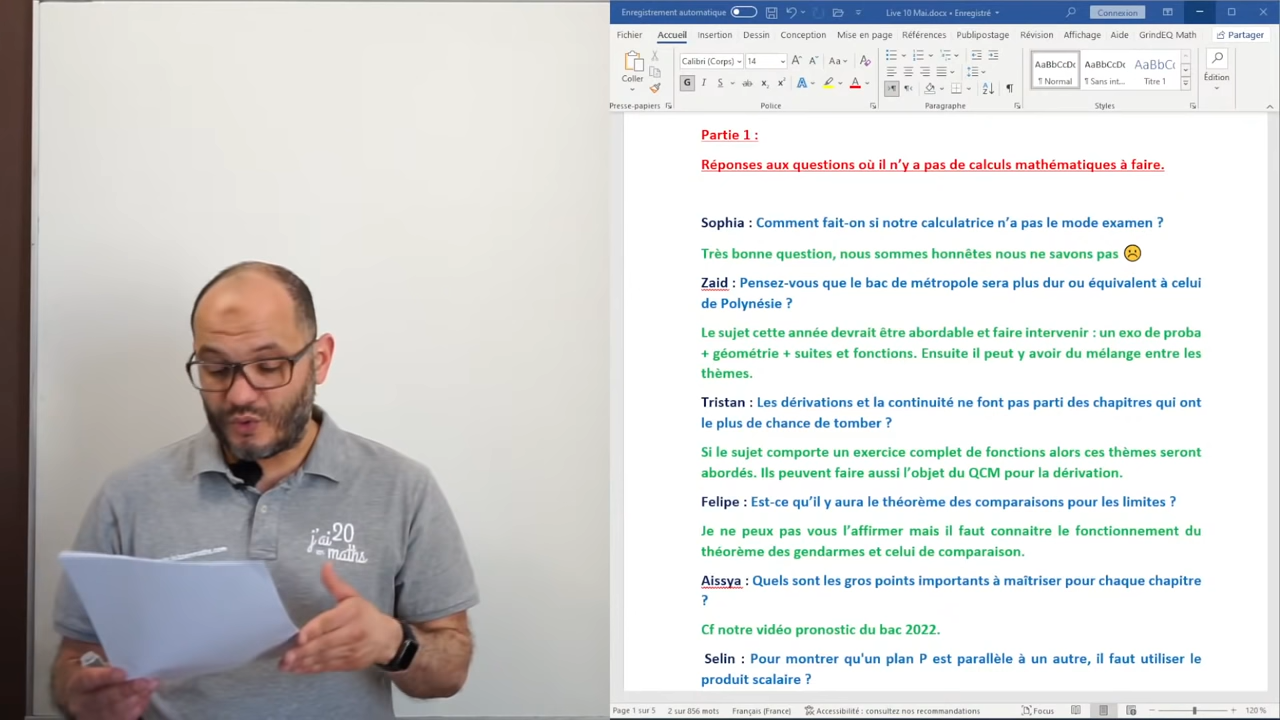 Enregistrement automatique
Live 10 Mai.docx • Enregistré
Connexion
Fichier Accueil Insertion Dessin Conception Mise en page Références Publipostage Révision Affichage Aide GrindEQ Math Partager
Coller
Calibri (Corps) 14
AaBbCcDc AaBbCcDc AaBbCc
¶ Normal ¶ Sans int... Titre 1
Édition
Presse-papiers Police Paragraphe Styles
Partie 1 :
Réponses aux questions où il n’y a pas de calculs mathématiques à faire.
Sophia : Comment fait-on si notre calculatrice n’a pas le mode examen ?
Très bonne question, nous sommes honnêtes nous ne savons pas ☹
Zaid : Pensez-vous que le bac de métropole sera plus dur ou équivalent à celui
de Polynésie ?
Le sujet cette année devrait être abordable et faire intervenir : un exo de proba
+ géométrie + suites et fonctions. Ensuite il peut y avoir du mélange entre les
thèmes.
Tristan : Les dérivations et la continuité ne font pas parti des chapitres qui ont
le plus de chance de tomber ?
Si le sujet comporte un exercice complet de fonctions alors ces thèmes seront
abordés. Ils peuvent faire aussi l’objet du QCM pour la dérivation.
Felipe : Est-ce qu’il y aura le théorème des comparaisons pour les limites ?
Je ne peux pas vous l’affirmer mais il faut connaitre le fonctionnement du
théorème des gendarmes et celui de comparaison.
Aissya : Quels sont les gros points importants à maîtriser pour chaque chapitre
?
Cf notre vidéo pronostic du bac 2022.
Selin : Pour montrer qu'un plan P est parallèle à un autre, il faut utiliser le
produit scalaire ?
Page 1 sur 5 2 sur 856 mots Français (France) Accessibilité : consultez nos recommandations Focus 120 %
j'ai 20
en maths